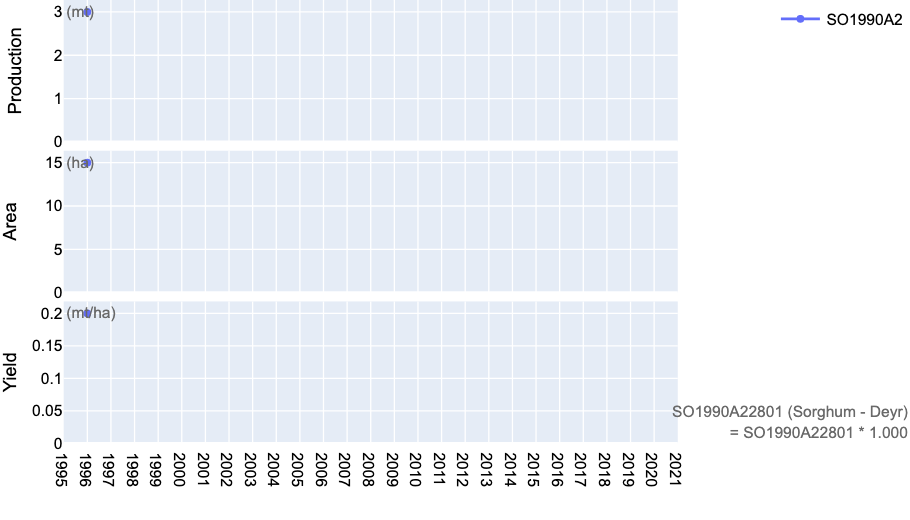 3 (mt)
SO1990A2
2
Production
1
0
15 (ha)
10
Area
5
0
0.2 (mt/ha)
0.15
Yield
0.1
0.05
SO1990A22801 (Sorghum - Deyr)
= SO1990A22801 * 1.000
0
1995 1996 1997 1998 1999 2000 2001 2002 2003 2004 2005 2006 2007 2008 2009 2010 2011 2012 2013 2014 2015 2016 2017 2018 2019 2020 2021